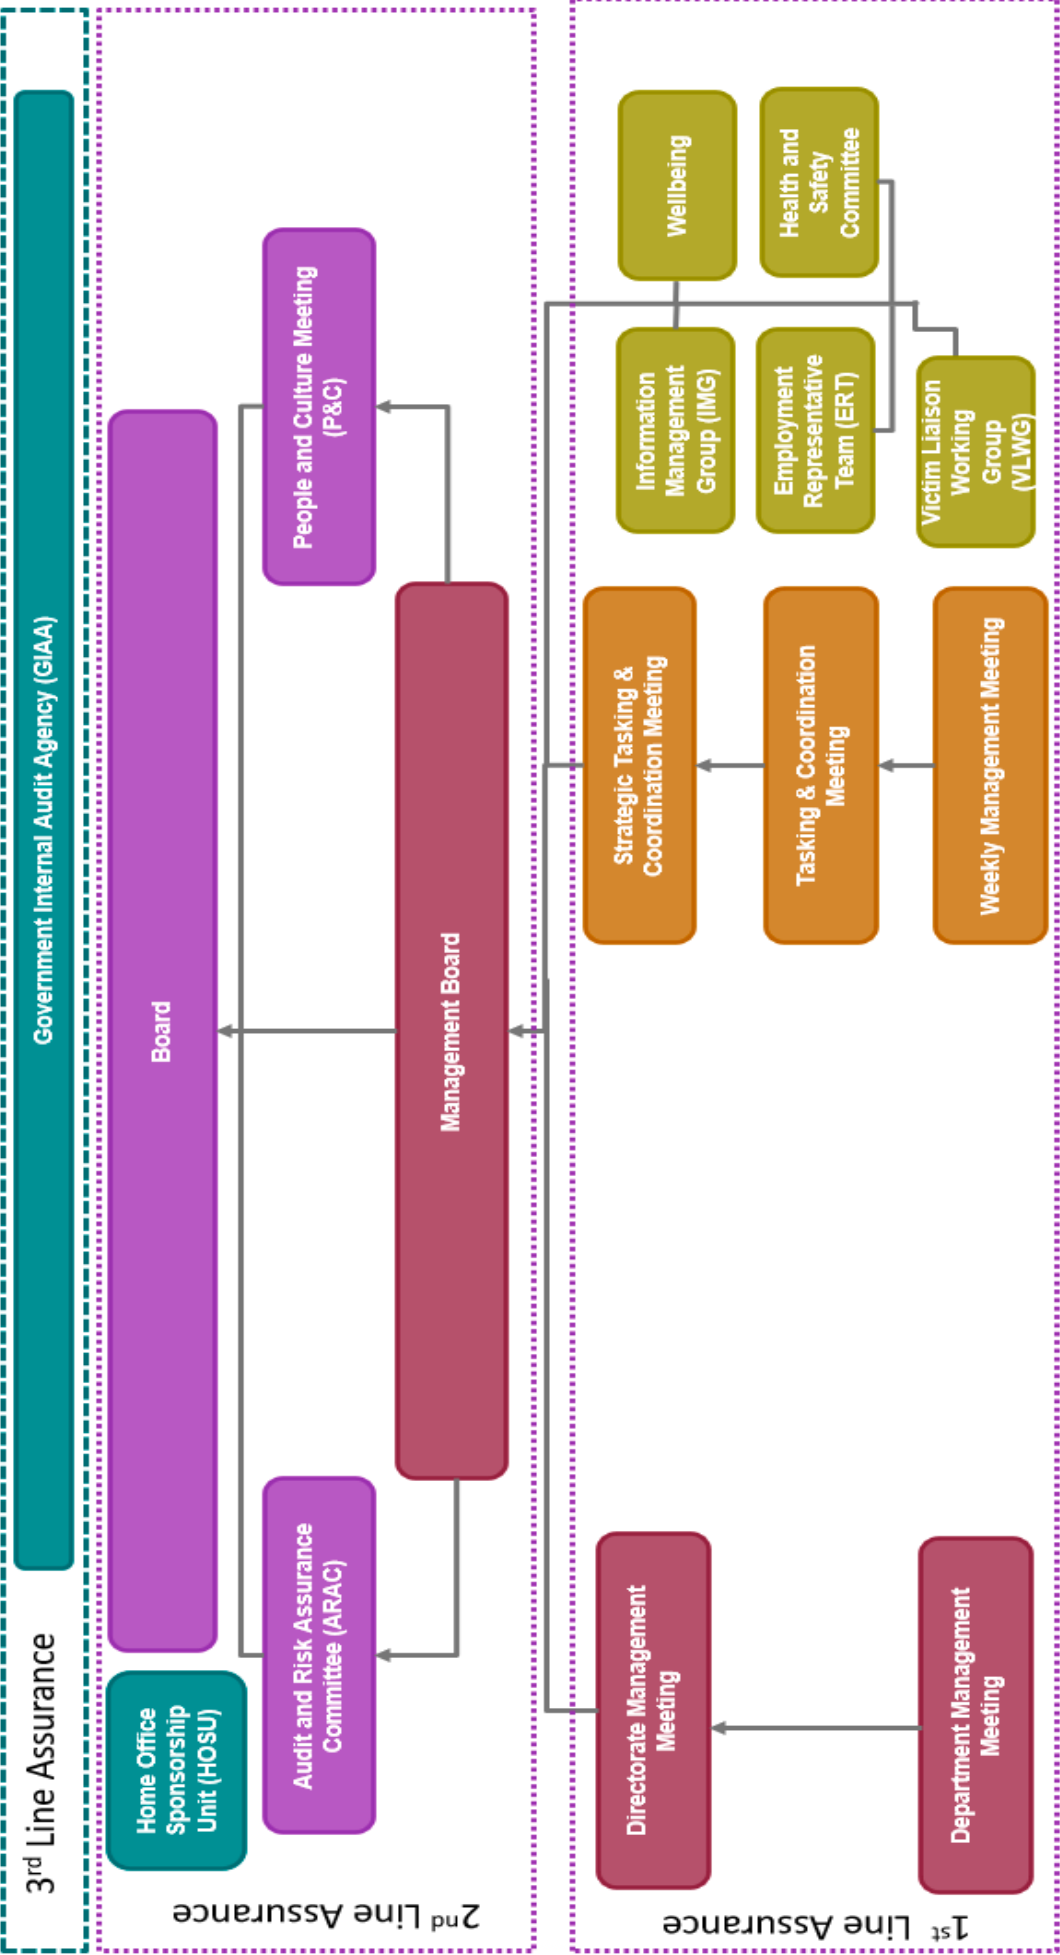 3rd Line Assurance
Government Internal Audit Agency (GIAA)
2nd Line Assurance
Home Office
Sponsorship
Unit (HOSU)
Board
Audit and Risk Assurance
Committee (ARAC)
People and Culture Meeting
(P&C)
Management Board
1st Line Assurance
Directorate Management
Meeting
Department Management
Meeting
Strategic Tasking &
Coordination Meeting
Tasking & Coordination
Meeting
Weekly Management Meeting
Information
Management
Group (IMG)
Wellbeing
Employment
Representative
Team (ERT)
Health and
Safety
Committee
Victim Liaison
Working
Group
(VLWG)